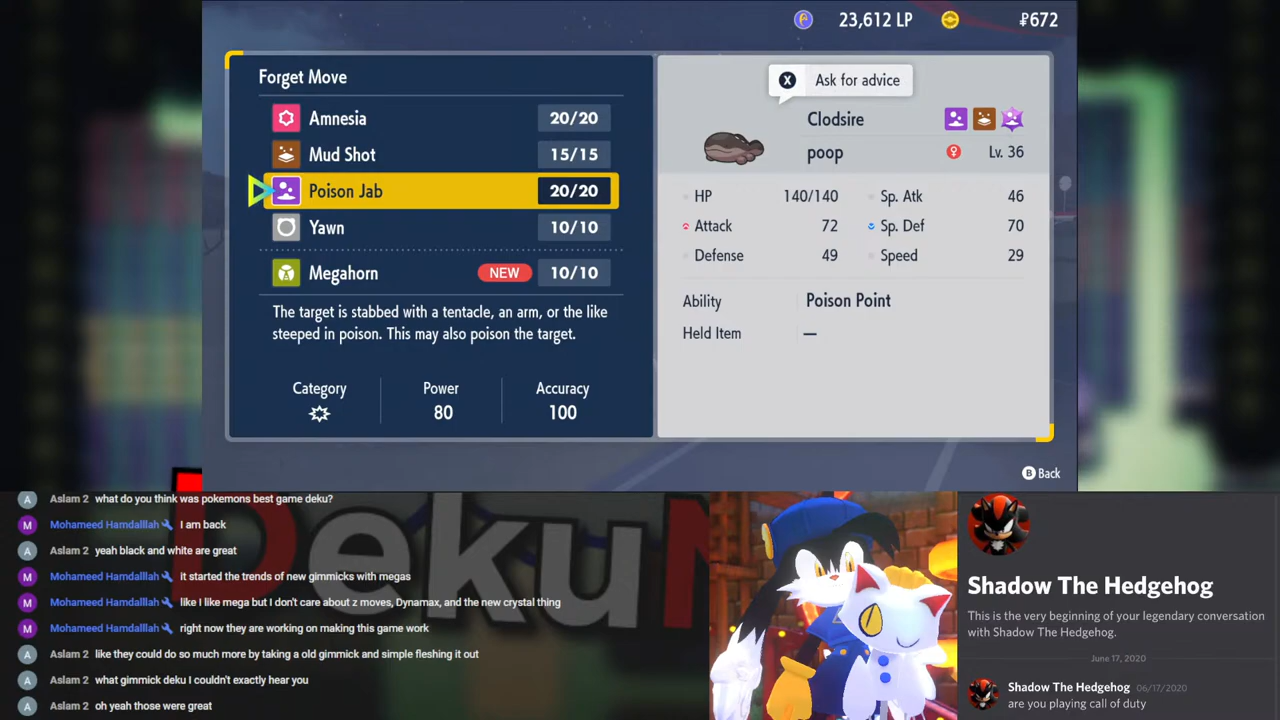 23,612 LP
₽672
Forget Move
Amnesia 20/20
Mud Shot 15/15
Poison Jab 20/20
Yawn 10/10
Megahorn NEW 10/10
The target is stabbed with a tentacle, an arm, or the like
steeped in poison. This may also poison the target.
Category Power Accuracy
80 100
X Ask for advice
Clodsire
poop Lv. 36
HP 140/140 Sp. Atk 46
Attack 72 Sp. Def 70
Defense 49 Speed 29
Ability Poison Point
Held Item —
B Back
A Aslam 2 what do you think was pokemons best game deku?
M Mohameed Hamdalllah I am back
A Aslam 2 yeah black and white are great
M Mohameed Hamdalllah it started the trends of new gimmicks with megas
M Mohameed Hamdalllah like I like mega but I don't care about z moves, Dynamax, and the new crystal thing
M Mohameed Hamdalllah right now they are working on making this game work
A Aslam 2 like they could do so much more by taking a old gimmick and simple fleshing it out
A Aslam 2 what gimmick deku I couldn't exactly hear you
A Aslam 2 oh yeah those were great
Deku
Shadow The Hedgehog
This is the very beginning of your legendary conversation
with Shadow The Hedgehog.
June 17, 2020
Shadow The Hedgehog 06/17/2020
are you playing call of duty